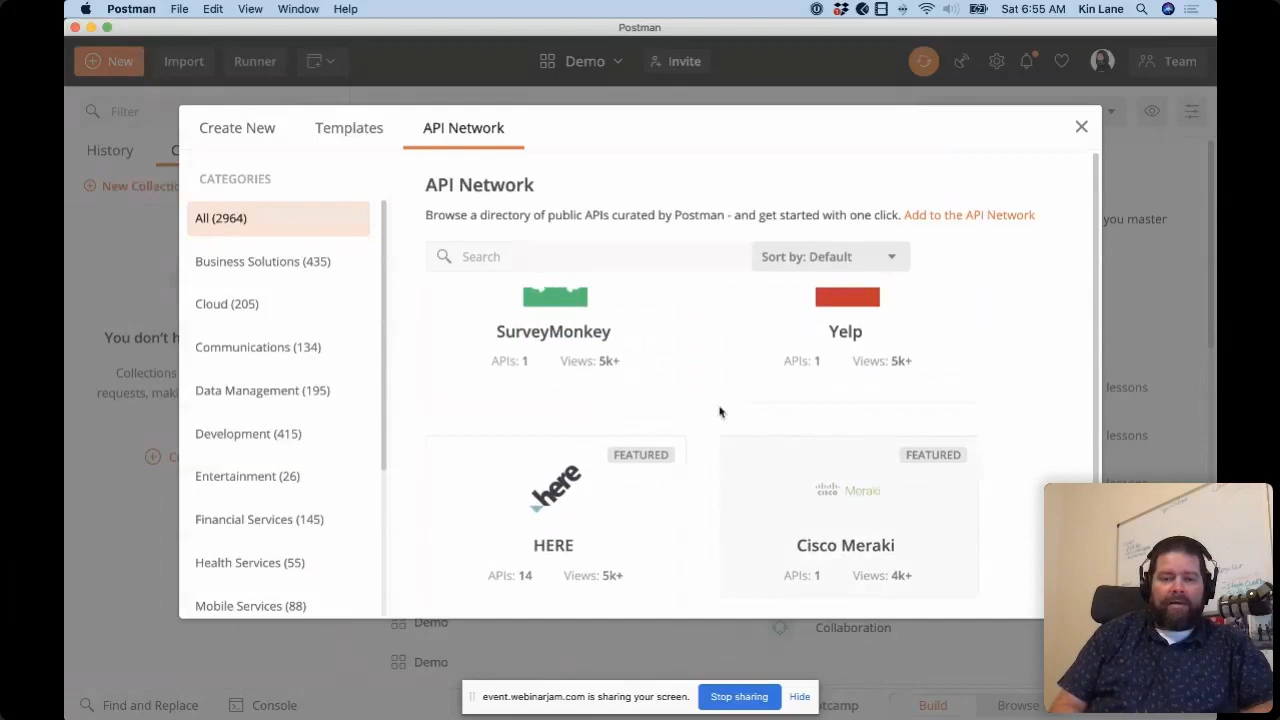 Postman File Edit View Window Help Sat 6:55 AM Kin Lane
Postman
New Import Runner Demo Invite Team
Filter
History C
New Collectio
You don't h
Collections
requests, maki
C
Create New Templates API Network
CATEGORIES
All (2964)
Business Solutions (435)
Cloud (205)
Communications (134)
Data Management (195)
Development (415)
Entertainment (26)
Financial Services (145)
Health Services (55)
Mobile Services (88)
API Network
Browse a directory of public APIs curated by Postman - and get started with one click. Add to the API Network
Search Sort by: Default
SurveyMonkey
APIs: 1 Views: 5k+
Yelp
APIs: 1 Views: 5k+
FEATURED
here
HERE
APIs: 14 Views: 5k+
FEATURED
cisco Meraki
Cisco Meraki
APIs: 1 Views: 4k+
you master
lessons
lessons
Demo
Collaboration
Demo
event.webinarjam.com is sharing your screen. Stop sharing Hide
Find and Replace Console otcamp Build Browse